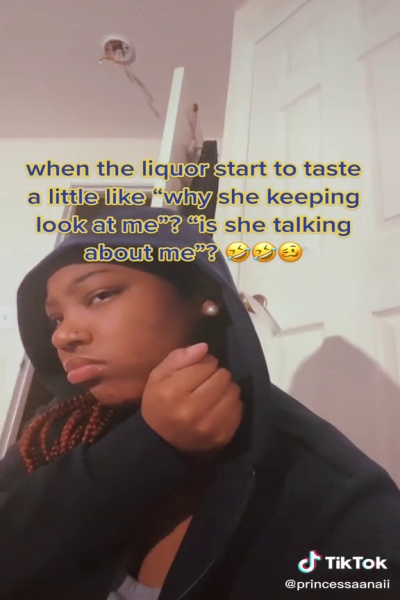 when the liquor start to taste
a little like “why she keeping
look at me”? “is she talking
about me”? 🤣🤣🥴
TikTok
@princessaanaii